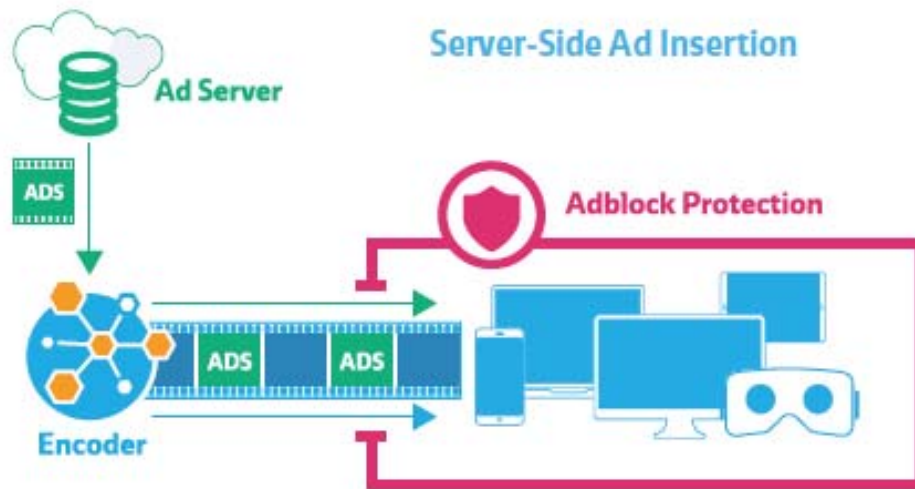 Server-Side Ad Insertion
Ad Server
ADS
Adblock Protection
ADS
ADS
Encoder